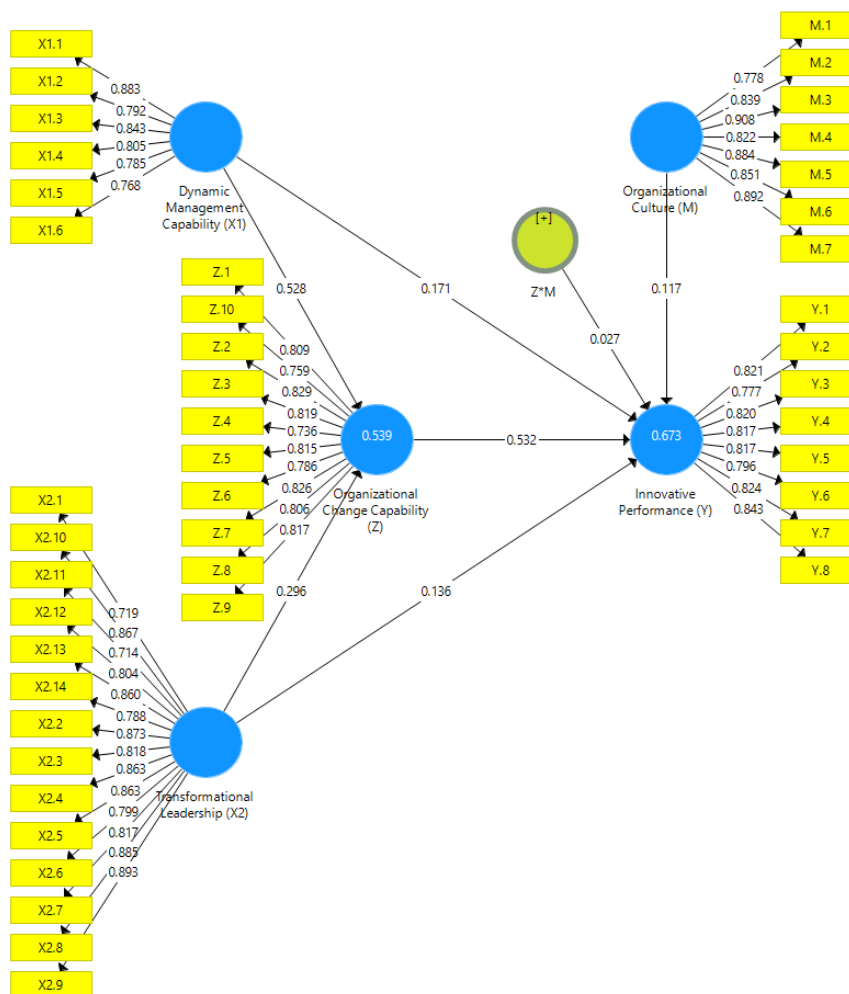 X1.1
X1.2
X1.3
X1.4
X1.5
X1.6
0.883
0.792
0.843
0.805
0.785
0.768
Dynamic
Management
Capability (X1)
M.1
M.2
M.3
M.4
M.5
M.6
M.7
0.778
0.839
0.908
0.822
0.884
0.851
0.892
Organizational
Culture (M)
[+]
Z*M
0.528
0.171
0.027
0.117
Z.1
Z.10
Z.2
Z.3
Z.4
Z.5
Z.6
Z.7
Z.8
Z.9
0.809
0.759
0.829
0.819
0.736
0.815
0.786
0.826
0.806
0.817
0.539
Organizational
Change Capability
(Z)
0.532
0.673
Innovative
Performance (Y)
Y.1
Y.2
Y.3
Y.4
Y.5
Y.6
Y.7
Y.8
0.821
0.777
0.820
0.817
0.817
0.796
0.824
0.843
0.296
0.136
X2.1
X2.10
X2.11
X2.12
X2.13
X2.14
X2.2
X2.3
X2.4
X2.5
X2.6
X2.7
X2.8
X2.9
0.719
0.867
0.714
0.804
0.860
0.788
0.873
0.818
0.863
0.863
0.799
0.817
0.885
0.893
Transformational
Leadership (X2)